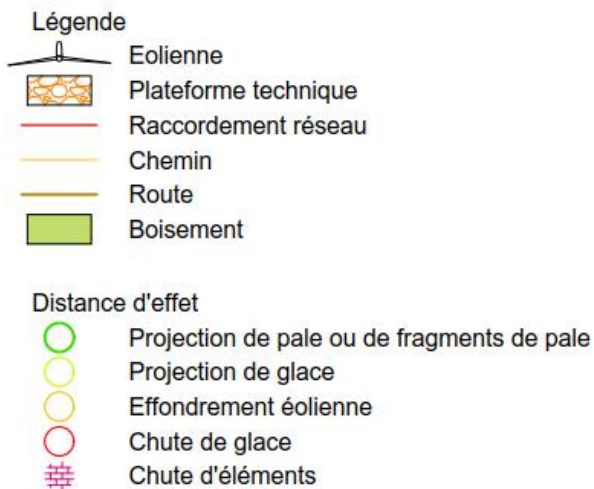 Légende
Eolienne
Plateforme technique
Raccordement réseau
Chemin
Route
Boisement
Distance d'effet
Projection de pale ou de fragments de pale
Projection de glace
Effondrement éolienne
Chute de glace
Chute d'éléments